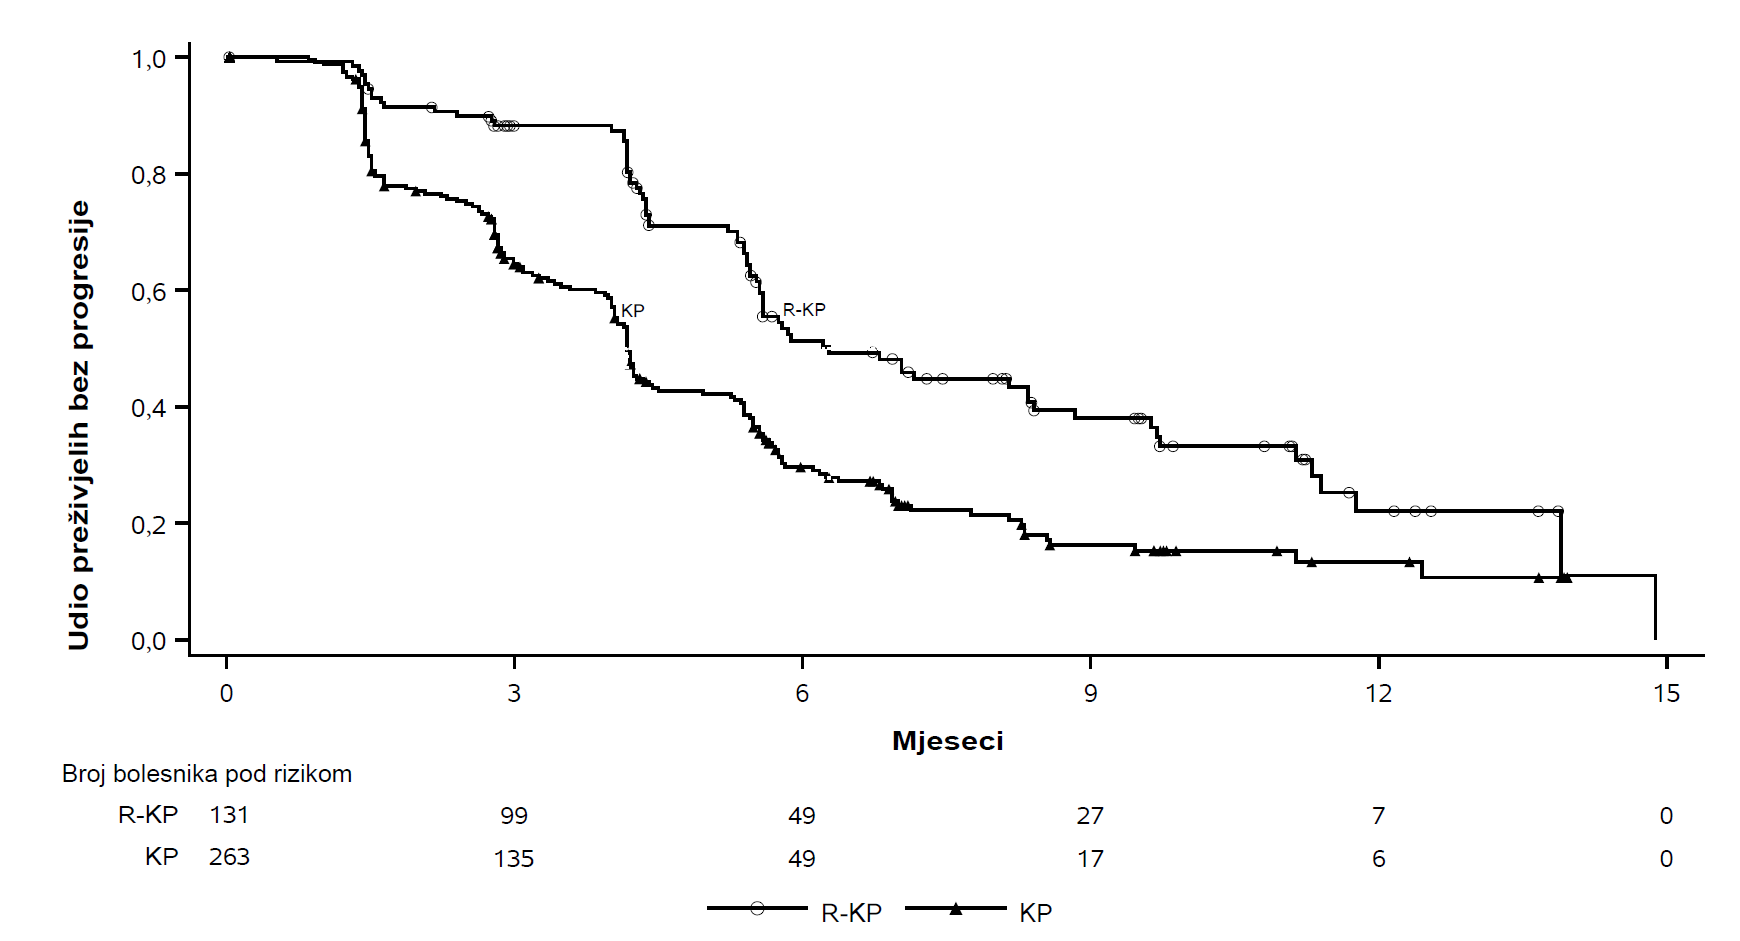 Udio preživjelih bez progresije
1,0
0,8
0,6
0,4
0,2
0,0
KP
R-KP
0 3 6 9 12 15
Mjeseci
Broj bolesnika pod rizikom
R-KP 131 99 49 27 7 0
KP 263 135 49 17 6 0
R-KP KP